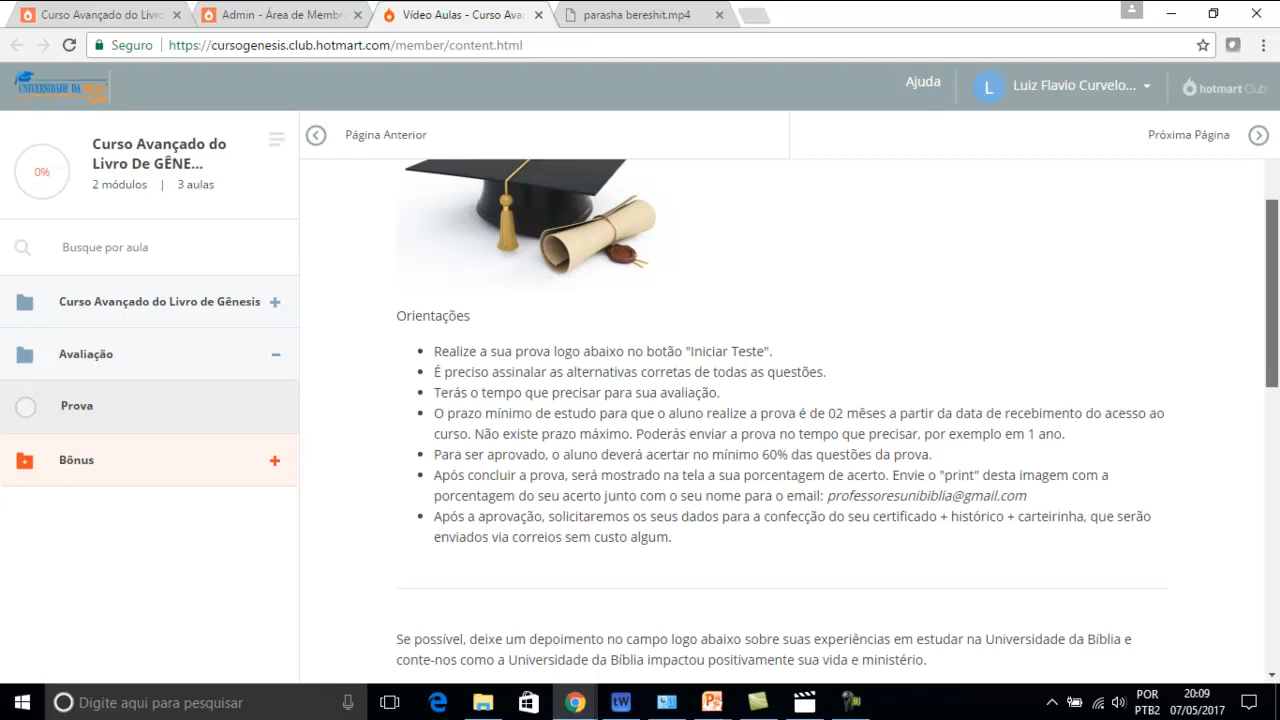 Curso Avançado do Livro
Admin - Área de Membr
Vídeo Aulas - Curso Ava
parasha bereshit.mp4
Seguro
https://cursogenesis.club.hotmart.com/member/content.html
UNIVERSIDADE DA
Ajuda
L
Luiz Flavio Curvelo...
hotmart Club
0%
Curso Avançado do
Livro De GÊNE...
2 módulos | 3 aulas
Página Anterior
Próxima Página
Busque por aula
Curso Avançado do Livro de Gênesis
Avaliação
Prova
Bônus
Orientações
Realize a sua prova logo abaixo no botão "Iniciar Teste".
É preciso assinalar as alternativas corretas de todas as questões.
Terás o tempo que precisar para sua avaliação.
O prazo mínimo de estudo para que o aluno realize a prova é de 02 mêses a partir da data de recebimento do acesso ao
curso. Não existe prazo máximo. Poderás enviar a prova no tempo que precisar, por exemplo em 1 ano.
Para ser aprovado, o aluno deverá acertar no mínimo 60% das questões da prova.
Após concluir a prova, será mostrado na tela a sua porcentagem de acerto. Envie o "print" desta imagem com a
porcentagem do seu acerto junto com o seu nome para o email: professoresunibiblia@gmail.com
Após a aprovação, solicitaremos os seus dados para a confecção do seu certificado + histórico + carteirinha, que serão
enviados via correios sem custo algum.
Se possível, deixe um depoimento no campo logo abaixo sobre suas experiências em estudar na Universidade da Bíblia e
conte-nos como a Universidade da Bíblia impactou positivamente sua vida e ministério.
Digite aqui para pesquisar
POR
PTB2
20:09
07/05/2017